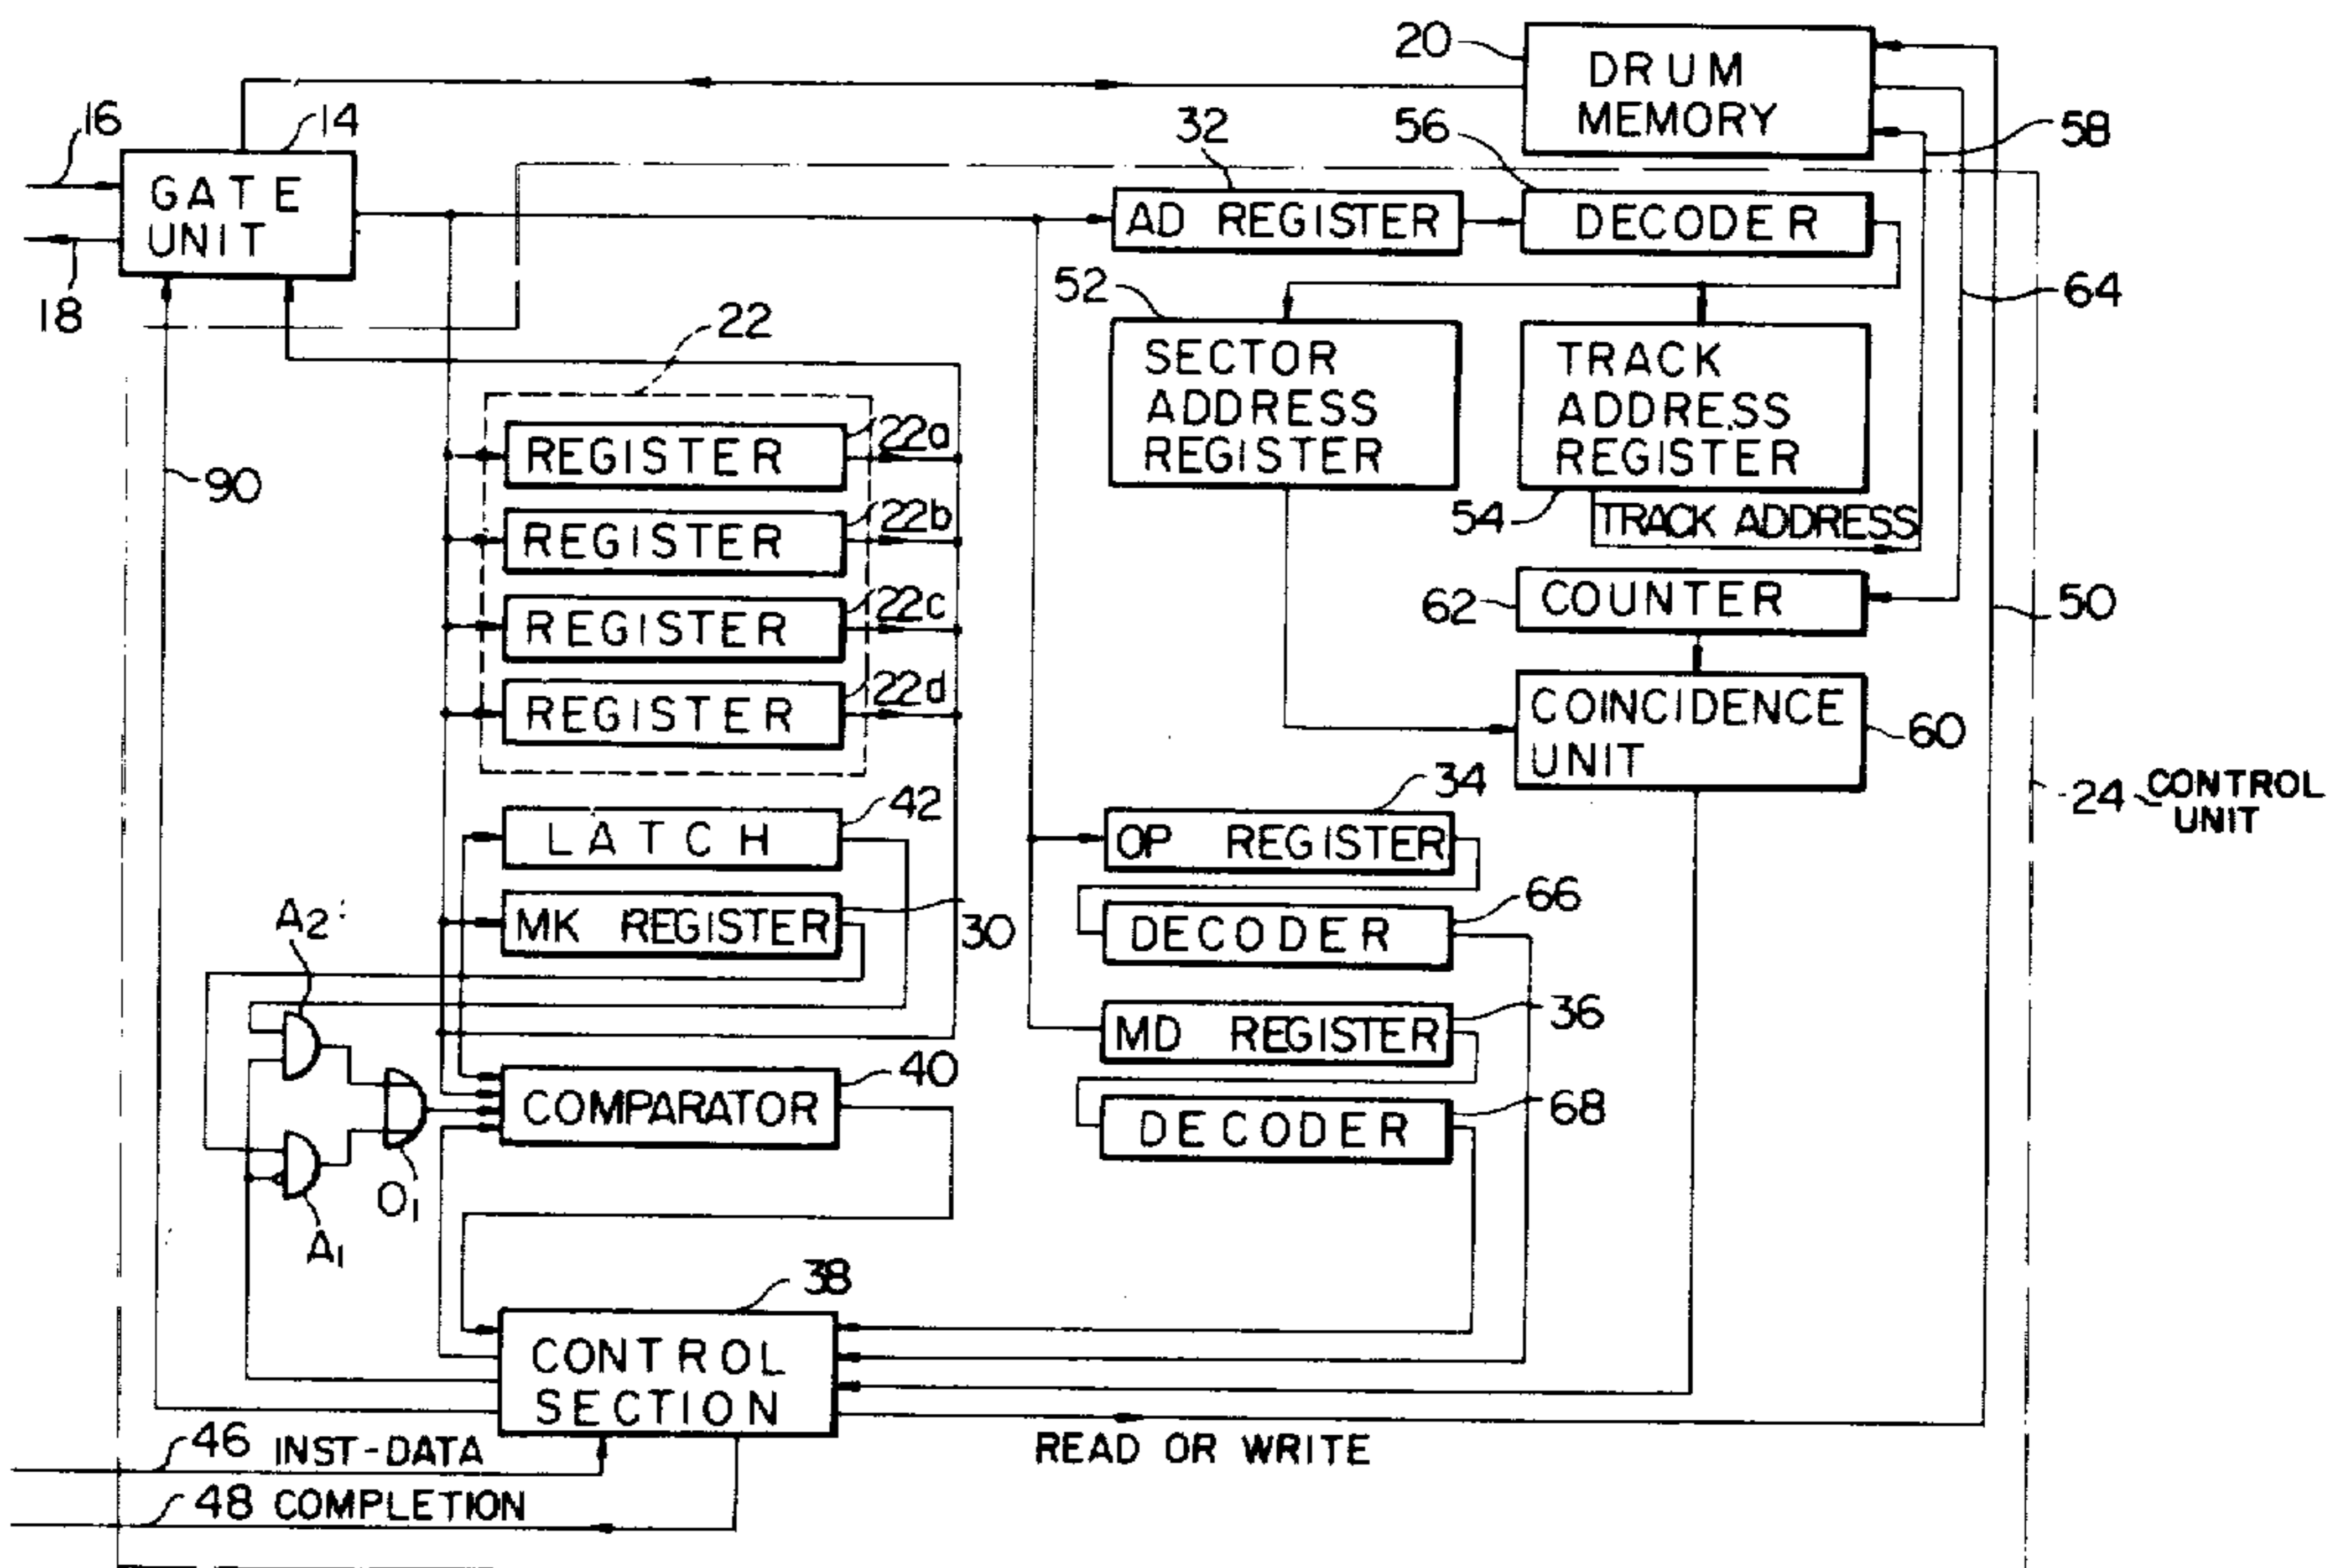 20
DRUM
MEMORY
58
16
14
GATE
UNIT
18
32
AD REGISTER
56
DECODER
64
52
SECTOR
ADDRESS
REGISTER
TRACK
ADDRESS
REGISTER
54
TRACK ADDRESS
22
REGISTER
22a
REGISTER
22b
REGISTER
22c
REGISTER
22d
90
62
COUNTER
50
COINCIDENCE
UNIT
60
24
CONTROL
UNIT
LATCH
42
34
OP REGISTER
MK REGISTER
30
DECODER
66
A2
MD REGISTER
36
COMPARATOR
40
DECODER
68
O1
A1
38
CONTROL
SECTION
46 INST-DATA
READ OR WRITE
48 COMPLETION